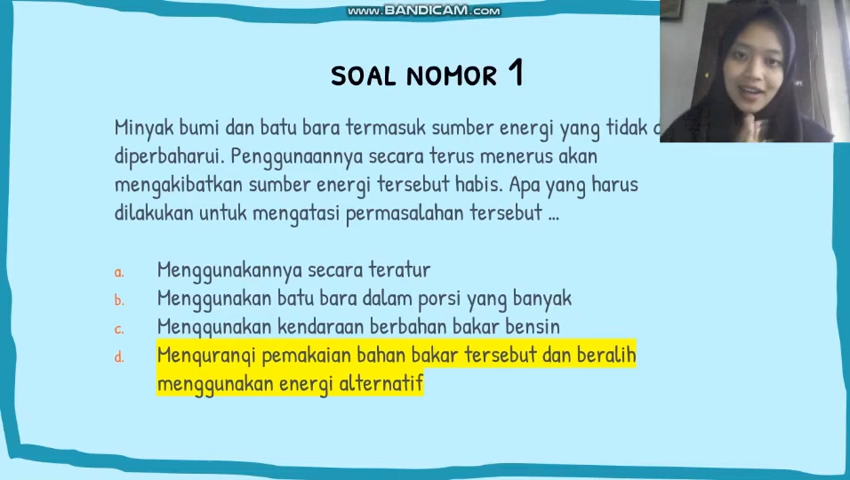 WWW.BANDICAM.COM
SOAL NOMOR 1
Minyak bumi dan batu bara termasuk sumber energi yang tidak
diperbaharui. Penggunaannya secara terus menerus akan
mengakibatkan sumber energi tersebut habis. Apa yang harus
dilakukan untuk mengatasi permasalahan tersebut ...
a. Menggunakannya secara teratur
b. Menggunakan batu bara dalam porsi yang banyak
c. Menggunakan kendaraan berbahan bakar bensin
d. Mengurangi pemakaian bahan bakar tersebut dan beralih
menggunakan energi alternatif